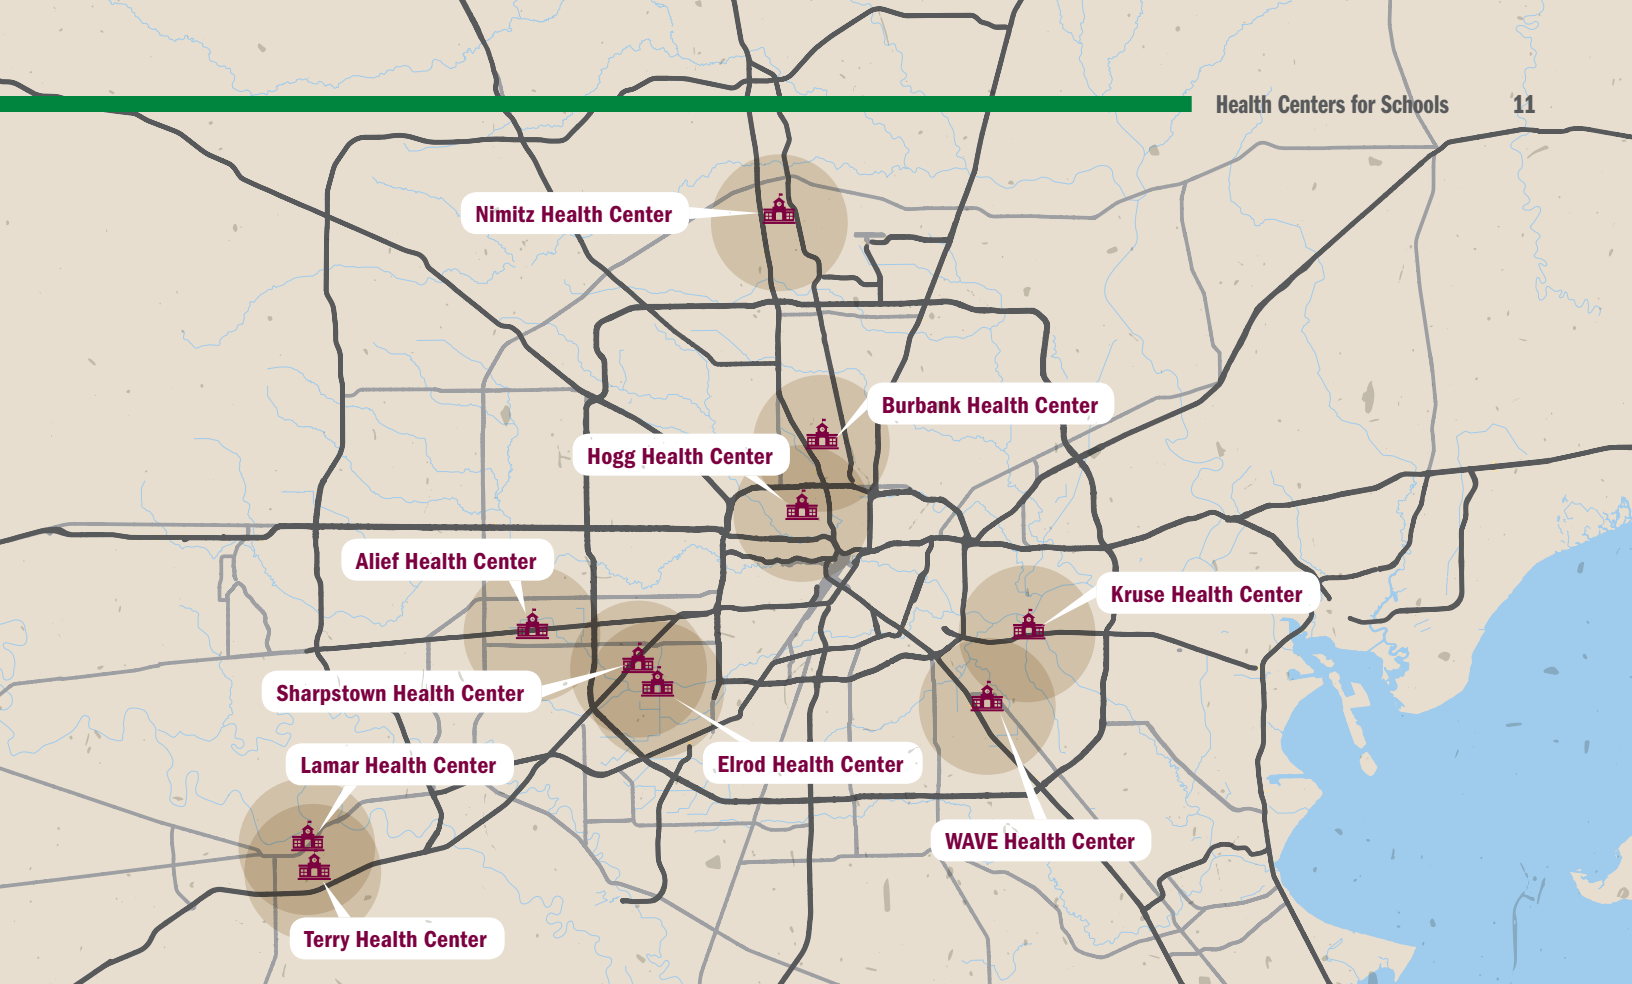 Health Centers for Schools 11
Nimitz Health Center
Burbank Health Center
Hogg Health Center
Alief Health Center
Kruse Health Center
Sharpstown Health Center
Lamar Health Center
Elrod Health Center
WAVE Health Center
Terry Health Center